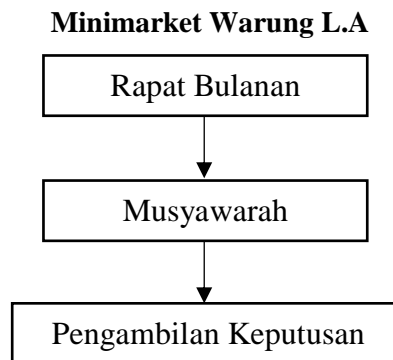 Minimarket Warung L.A
Rapat Bulanan
Musyawarah
Pengambilan Keputusan